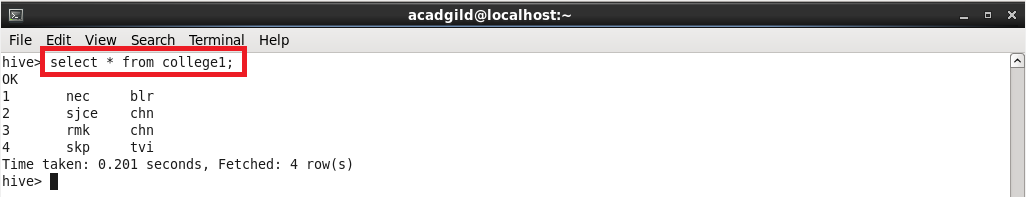 acadgild@localhost:~
File Edit View Search Terminal Help
hive> select * from college1;
OK
1 nec blr
2 sjce chn
3 rmk chn
4 skp tvi
Time taken: 0.201 seconds, Fetched: 4 row(s)
hive>